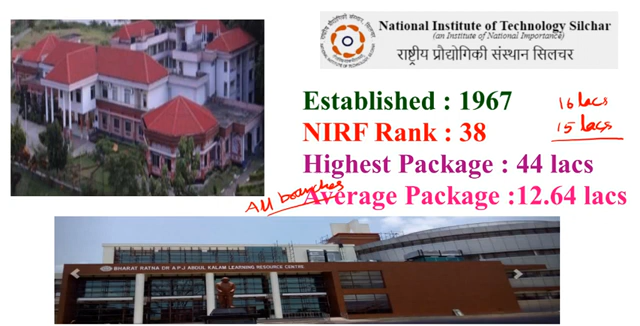 National Institute of Technology Silchar
(an Institution of National Importance)
राष्ट्रीय प्रौद्योगिकी संस्थान सिलचर
Established : 1967
NIRF Rank : 38
Highest Package : 44 lacs
Average Package :12.64 lacs
16 lacs
15 lacs
All branches
BHARAT RATNA DR A P J ABDUL KALAM LEARNING RESOURCE CENTRE